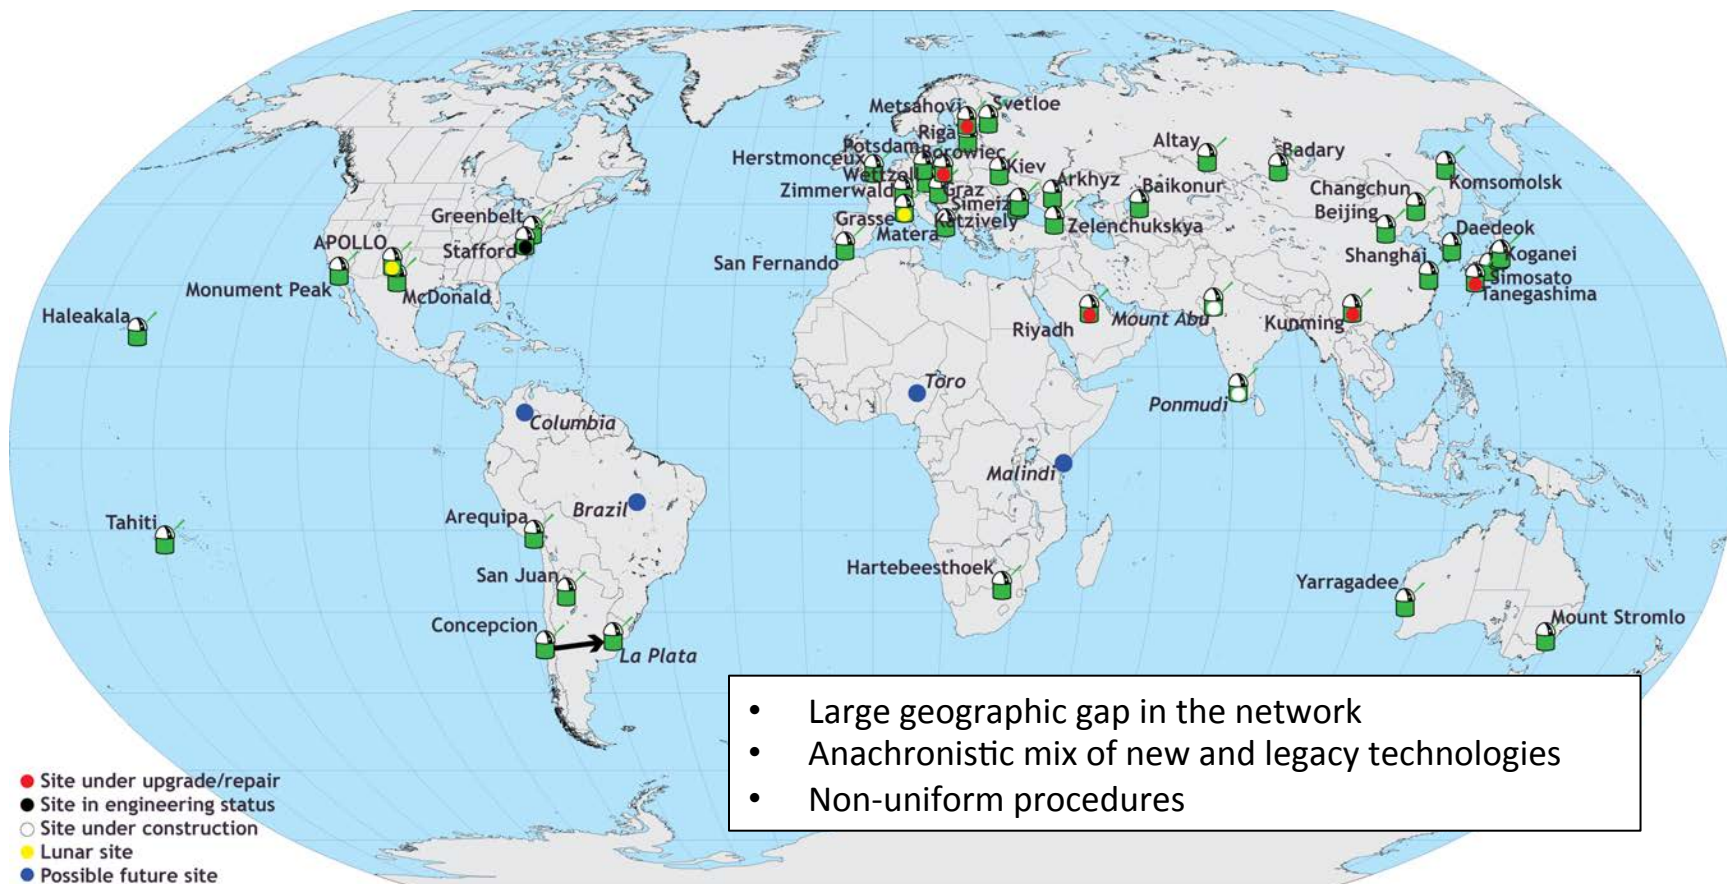 Metsahovi
Svetloe
Riga
Potsdam
Borowiec
Herstmonceux
Wettzell
Kiev
Altay
Badary
Zimmerwald
Graz
Arkhyz
Baikonur
Changchun
Komsomolsk
Simeiz
Greenbelt
Grasse
Katzively
Beijing
Matera
Zelenchukskya
Daedeok
APOLLO
Stafford
San Fernando
Shanghai
Koganei
Monument Peak
McDonald
Simosato
Tanegashima
Haleakala
Riyadh
Mount Abu
Kunming
Toro
Ponmudi
Columbia
Malindi
Brazil
Arequipa
Tahiti
San Juan
Hartebeesthoek
Yarragadee
Concepcion
Mount Stromlo
La Plata
• Large geographic gap in the network
• Anachronistic mix of new and legacy technologies
• Non-uniform procedures
Site under upgrade/repair
Site in engineering status
Site under construction
Lunar site
Possible future site